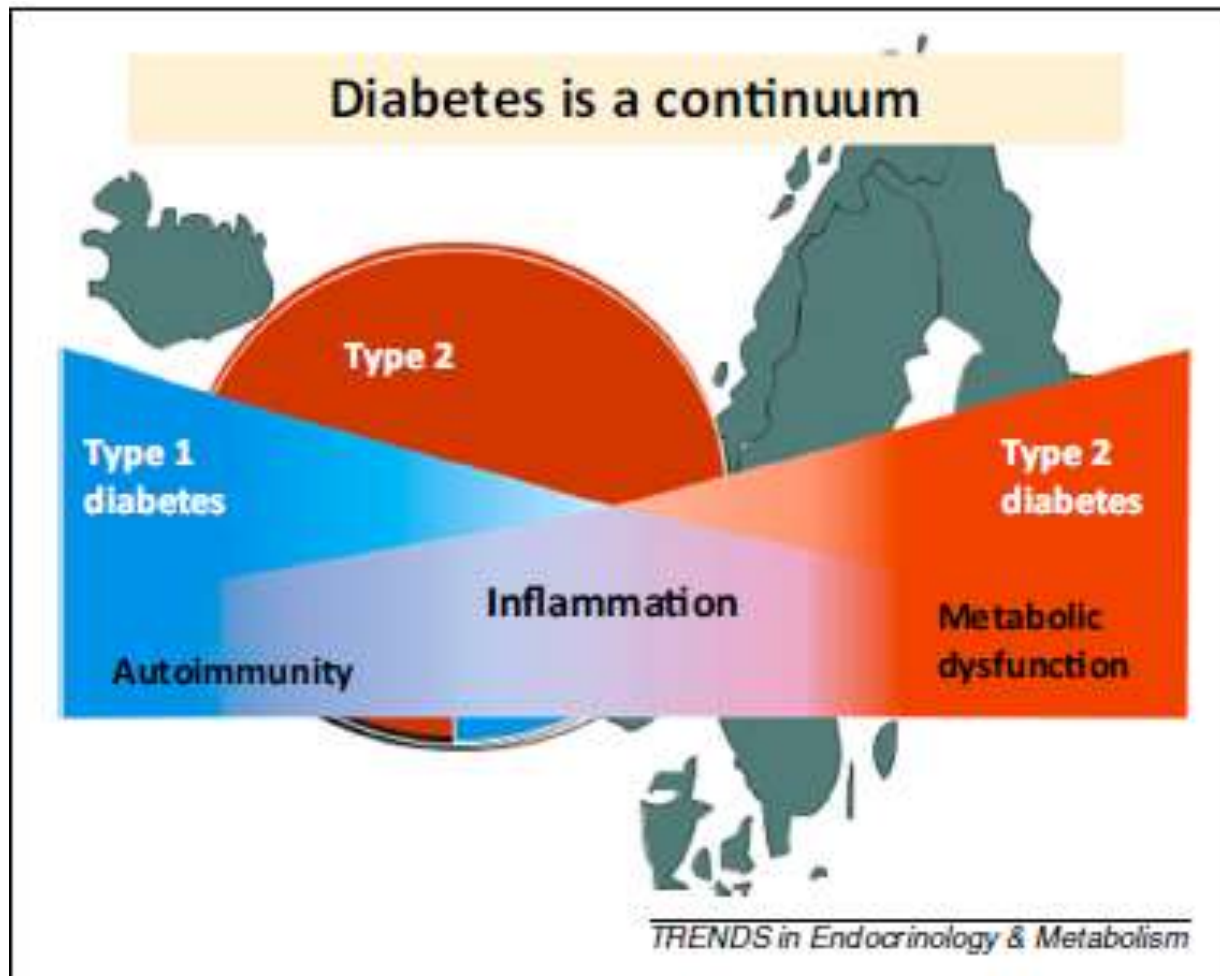 Diabetes is a continuum
Type 2
Type 1
diabetes
Type 2
diabetes
Inflammation
Autoimmunity
Metabolic
dysfunction
TRENDS in Endocrinology & Metabolism